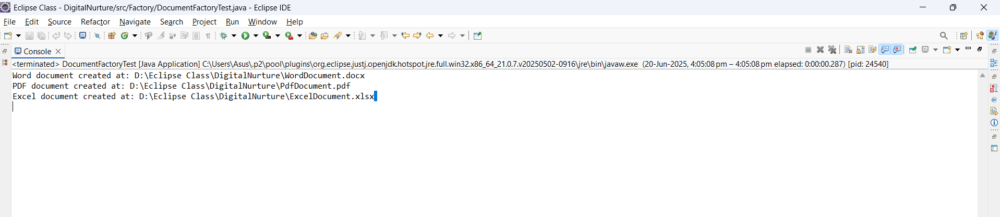 Eclipse Class - DigitalNurture/src/Factory/DocumentFactoryTest.java - Eclipse IDE
File Edit Source Refactor Navigate Search Project Run Window Help
Console
<terminated> DocumentFactoryTest [Java Application] C:\Users\Asus\.p2\pool\plugins\org.eclipse.justj.openjdk.hotspot.jre.full.win32.x86_64_21.0.7.v20250502-0916\jre\bin\javaw.exe (20-Jun-2025, 4:05:08 pm – 4:05:08 pm elapsed: 0:00:00.287) [pid: 24540]
Word document created at: D:\Eclipse Class\DigitalNurture\WordDocument.docx
PDF document created at: D:\Eclipse Class\DigitalNurture\PdfDocument.pdf
Excel document created at: D:\Eclipse Class\DigitalNurture\ExcelDocument.xlsx